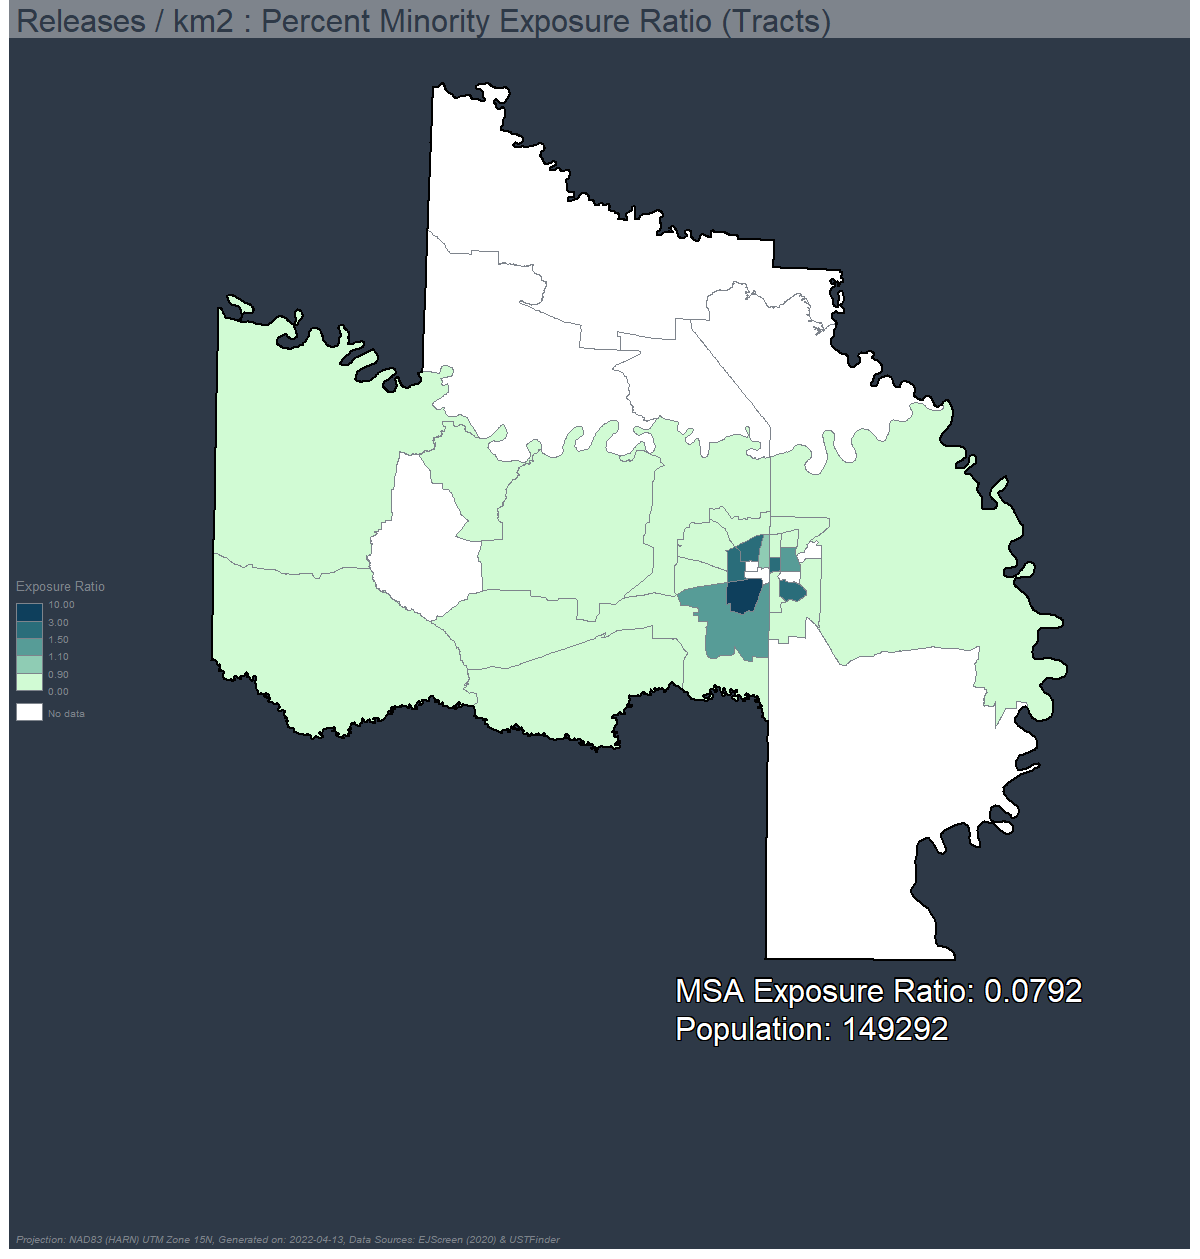 Releases / km2 : Percent Minority Exposure Ratio (Tracts)
Exposure Ratio
10.00
3.00
1.50
1.10
0.90
0.00
No data
MSA Exposure Ratio: 0.0792
Population: 149292
Projection: NAD83 (HARN) UTM Zone 15N, Generated on: 2022-04-13, Data Sources: EJScreen (2020) & USTFinder